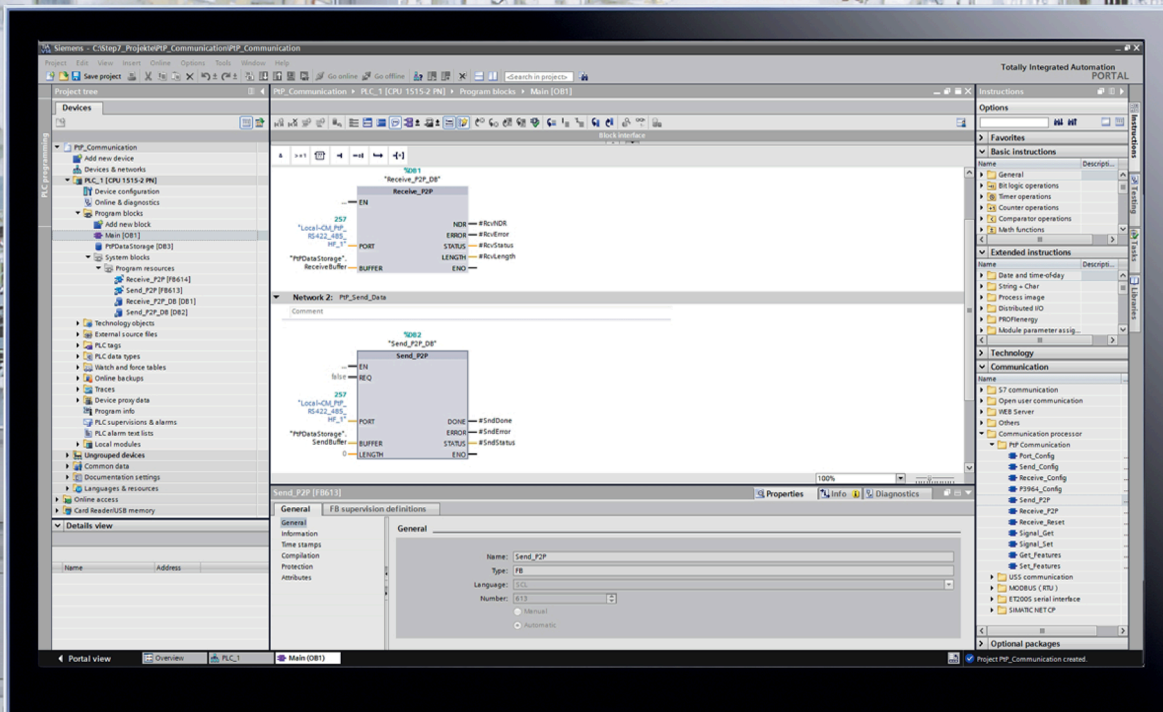 Siemens - C:\Step7_Projekte\PtP_Communication\PtP_Communication
Project Edit View Insert Online Options Tools Window Help
Save project Go online Go offline <Search in project>
Totally Integrated Automation
PORTAL
Project tree
Devices
PLC programming
PtP_Communication
Add new device
Devices & networks
PLC_1 [CPU 1515-2 PN]
Device configuration
Online & diagnostics
Program blocks
Add new block
Main [OB1]
PtPDataStorage [DB3]
System blocks
Program resources
Receive_P2P [FB614]
Send_P2P [FB613]
Receive_P2P_DB [DB1]
Send_P2P_DB [DB2]
Technology objects
External source files
PLC tags
PLC data types
Watch and force tables
Online backups
Traces
Device proxy data
Program info
PLC supervisions & alarms
PLC alarm text lists
Local modules
Ungrouped devices
Common data
Documentation settings
Languages & resources
Online access
Card Reader/USB memory
Details view
Name Address
PtP_Communication PLC_1 [CPU 1515-2 PN] Program blocks Main [OB1]
Block interface
& >=1
%DB1
"Receive_P2P_DB"
Receive_P2P
... EN
257
"Local~CM_PtP_
RS422_485_
HF_1" PORT
"PtPDataStorage".
ReceiveBuffer BUFFER
NDR #RcvNDR
ERROR #RcvError
STATUS #RcvStatus
LENGTH #RcvLength
ENO
Network 2: PtP_Send_Data
Comment
%DB2
"Send_P2P_DB"
Send_P2P
... EN
false REQ
257
"Local~CM_PtP_
RS422_485_
HF_1" PORT
"PtPDataStorage".
SendBuffer BUFFER
0 LENGTH
DONE #SndDone
ERROR #SndError
STATUS #SndStatus
ENO
100%
Send_P2P [FB613]
Properties Info Diagnostics
General FB supervision definitions
General
Information
Time stamps
Compilation
Protection
Attributes
General
Name: Send_P2P
Type: FB
Language: SCL
Number: 613
Manual
Automatic
Instructions
Options
Favorites
Basic instructions
Name Descripti...
General
Bit logic operations
Timer operations
Counter operations
Comparator operations
Math functions
Extended instructions
Name Descripti...
Date and time-of-day
String + Char
Process image
Distributed I/O
PROFIenergy
Module parameter assig...
Technology
Communication
Name
S7 communication
Open user communication
WEB Server
Others
Communication processor
PtP Communication
Port_Config
Send_Config
Receive_Config
P3964_Config
Send_P2P
Receive_P2P
Receive_Reset
Signal_Get
Signal_Set
Get_Features
Set_Features
USS communication
MODBUS (RTU)
ET200S serial interface
SIMATIC NET CP
Optional packages
Instructions
Testing
Tasks
Libraries
Portal view
Overview
PLC_1
Main (OB1)
Project PtP_Communication created.